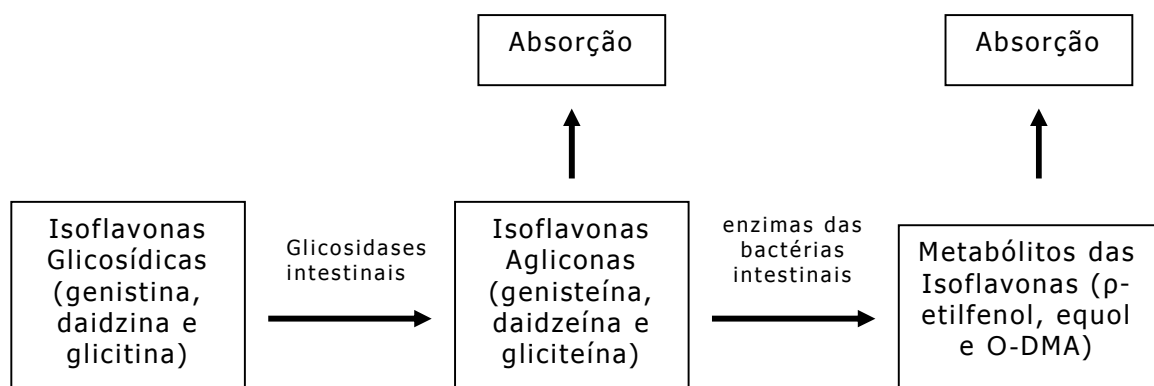 Absorção
Absorção
Isoflavonas
Glicosídicas
(genistina,
daidzina e
glicitina)
Glicosidases
intestinais
Isoflavonas
Agliconas
(genisteína,
daidzeína e
gliciteína)
enzimas das
bactérias
intestinais
Metabólitos das
Isoflavonas (ρ-
etilfenol, equol
e O-DMA)